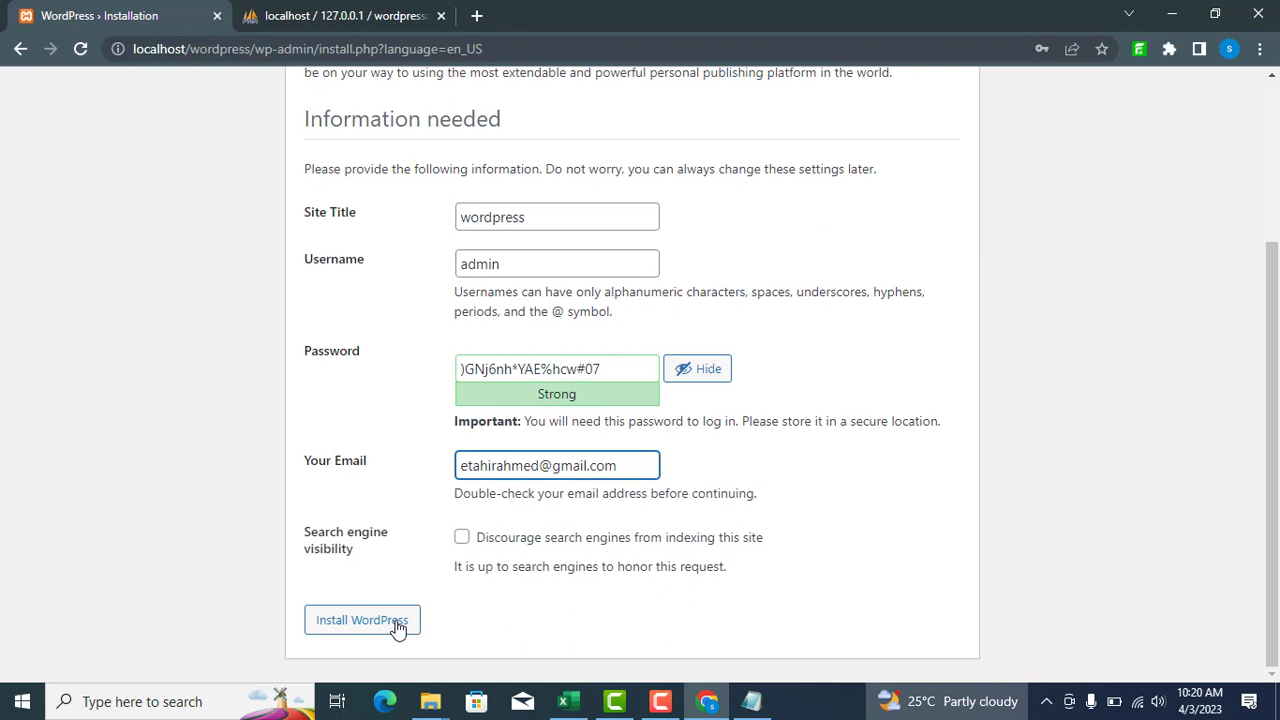 WordPress › Installation
localhost / 127.0.0.1 / wordpress
localhost/wordpress/wp-admin/install.php?language=en_US
s
be on your way to using the most extendable and powerful personal publishing platform in the world.
Information needed
Please provide the following information. Do not worry, you can always change these settings later.
Site Title
wordpress
Username
admin
Usernames can have only alphanumeric characters, spaces, underscores, hyphens,
periods, and the @ symbol.
Password
)GNj6nh*YAE%hcw#07
Hide
Strong
Important: You will need this password to log in. Please store it in a secure location.
Your Email
etahirahmed@gmail.com
Double-check your email address before continuing.
Search engine
visibility
Discourage search engines from indexing this site
It is up to search engines to honor this request.
Install WordPress
Type here to search
25°C Partly cloudy
10:20 AM
4/3/2023